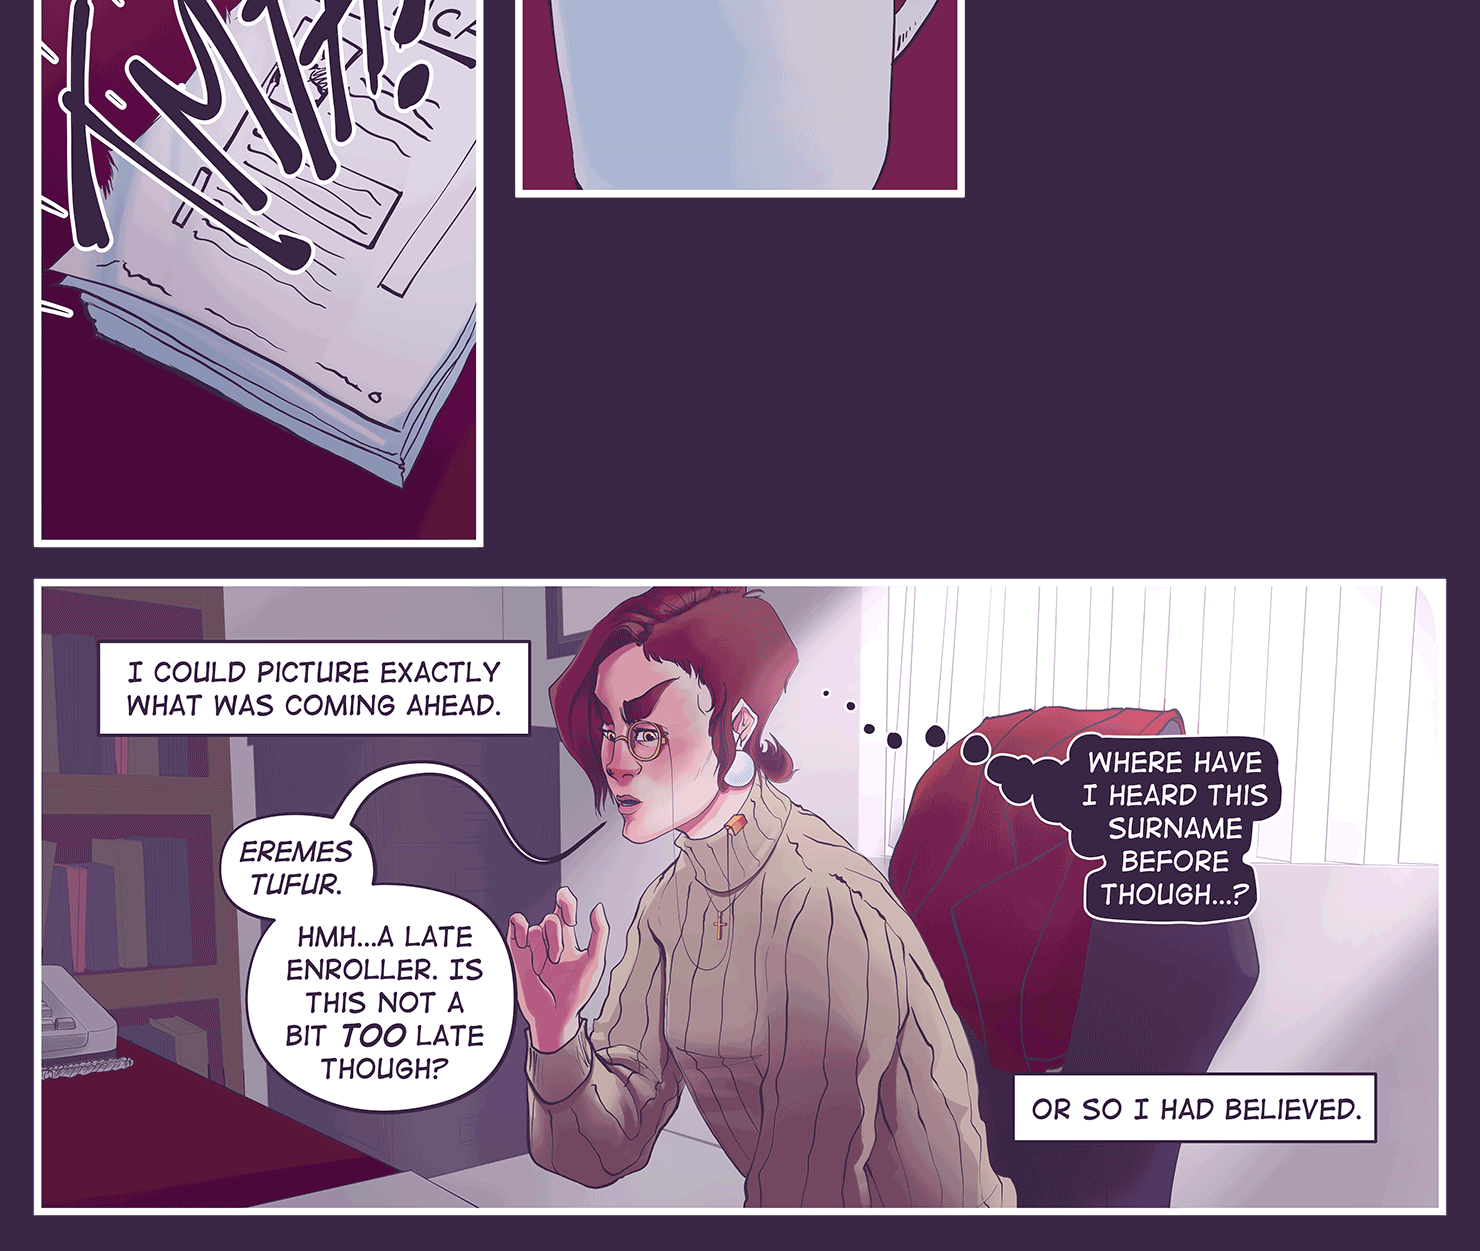 I COULD PICTURE EXACTLY
WHAT WAS COMING AHEAD.
EREMES
TUFUR.
HMH...A LATE
ENROLLER. IS
THIS NOT A
BIT TOO LATE
THOUGH?
WHERE HAVE
I HEARD THIS
SURNAME
BEFORE
THOUGH...?
OR SO I HAD BELIEVED.